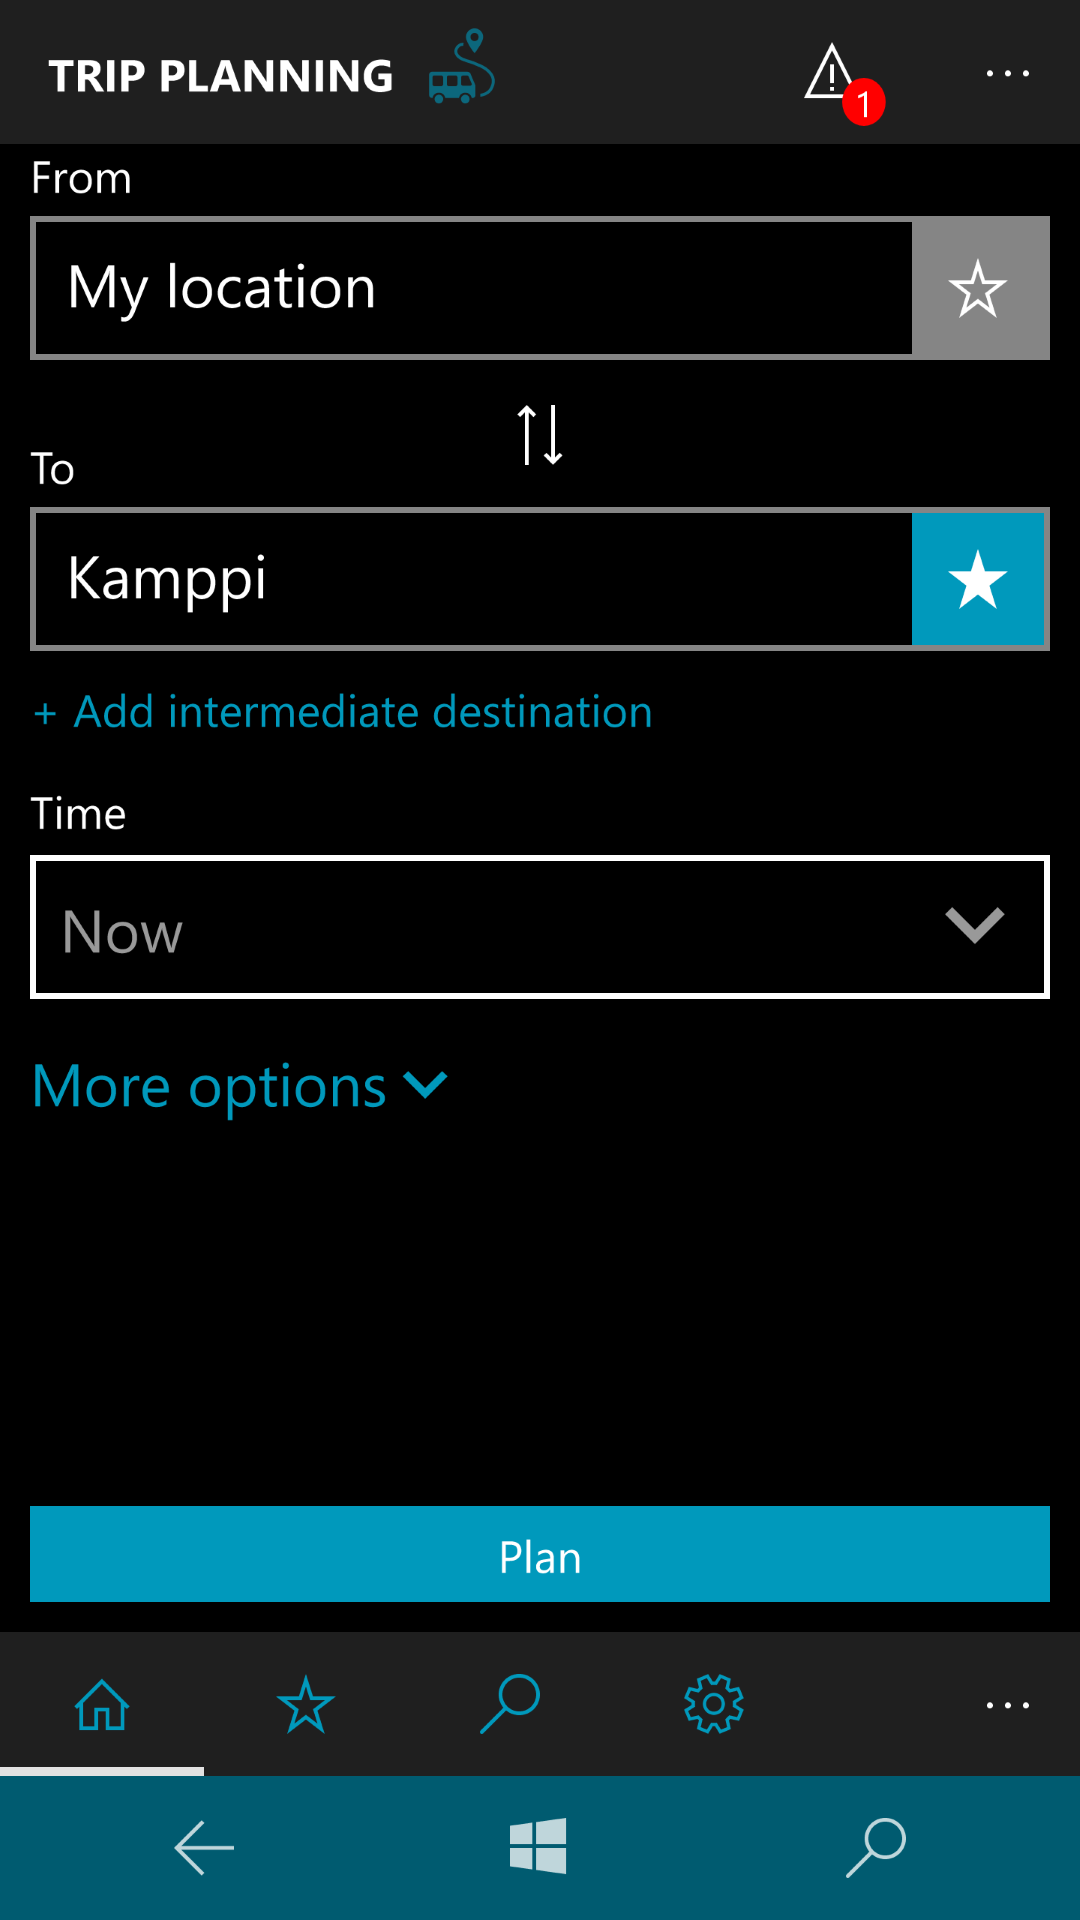 TRIP PLANNING
1
From
My location
To
Kamppi
+ Add intermediate destination
Time
Now
More options
Plan